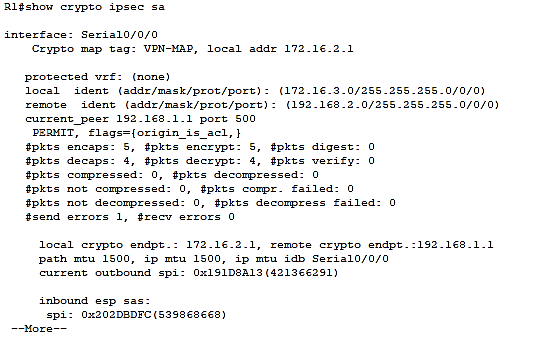 R1#show crypto ipsec sa
interface: Serial0/0/0
Crypto map tag: VPN-MAP, local addr 172.16.2.1
protected vrf: (none)
local ident (addr/mask/prot/port): (172.16.3.0/255.255.255.0/0/0)
remote ident (addr/mask/prot/port): (192.168.2.0/255.255.255.0/0/0)
current_peer 192.168.1.1 port 500
PERMIT, flags={origin_is_acl,}
#pkts encaps: 5, #pkts encrypt: 5, #pkts digest: 0
#pkts decaps: 4, #pkts decrypt: 4, #pkts verify: 0
#pkts compressed: 0, #pkts decompressed: 0
#pkts not compressed: 0, #pkts compr. failed: 0
#pkts not decompressed: 0, #pkts decompress failed: 0
#send errors 1, #recv errors 0
local crypto endpt.: 172.16.2.1, remote crypto endpt.:192.168.1.1
path mtu 1500, ip mtu 1500, ip mtu idb Serial0/0/0
current outbound spi: 0x191D8A13(421366291)
inbound esp sas:
spi: 0x202DBDFC(539868668)
--More--